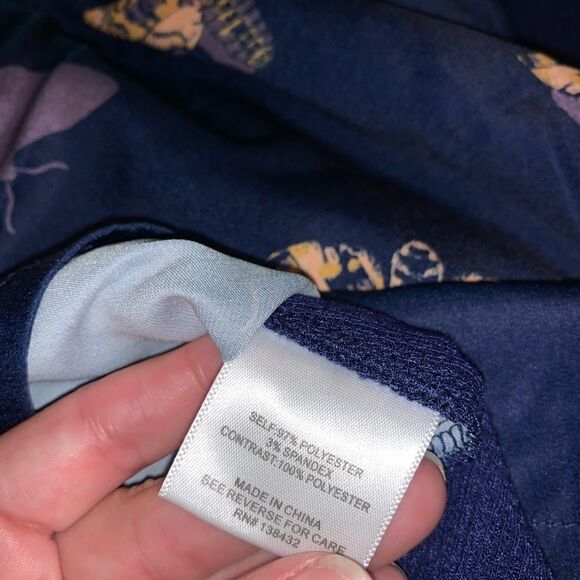 SELF:97% POLYESTER
3% SPANDEX
CONTRAST:100% POLYESTER
MADE IN CHINA
SEE REVERSE FOR CARE
RN# 138432